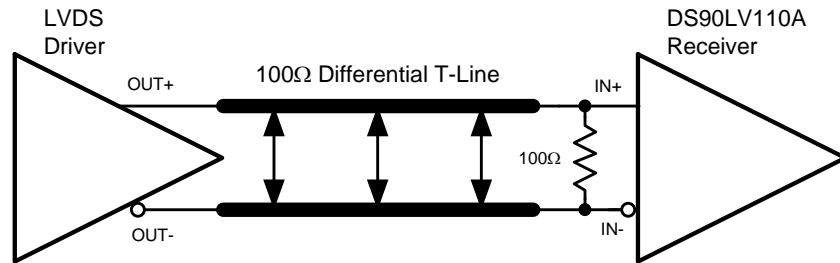 LVDS
Driver
DS90LV110A
Receiver
OUT+
100Ω Differential T-Line
IN+
100Ω
OUT-
IN-